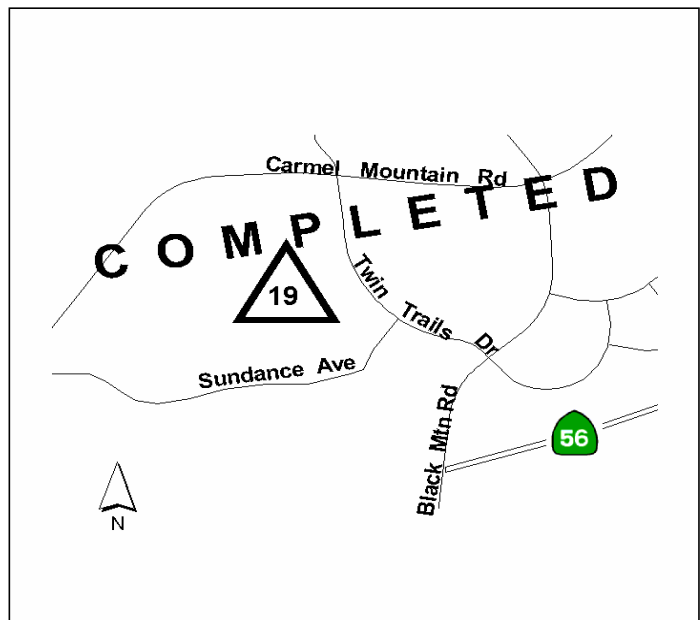 Carmel Mountain Rd
COMPLETED
19
Twin Trails Dr
Sundance Ave
Black Mtn Rd
56
N